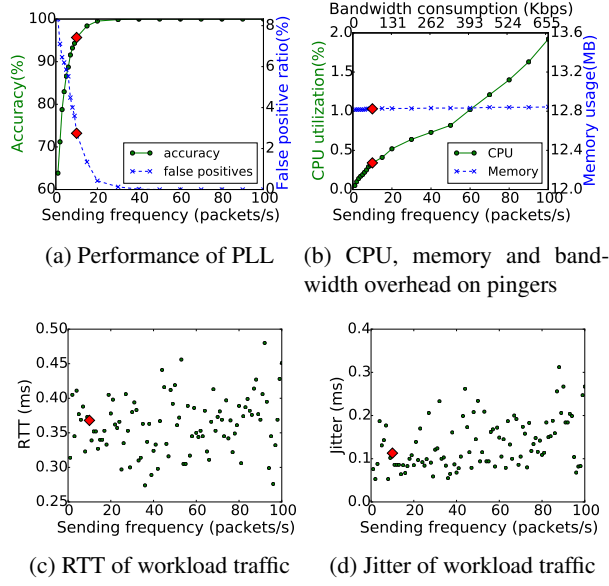 Bandwidth consumption (Kbps)
0 131 262 393 524 655
100
90
80
70
60
8
6
4
2
0
Accuracy(%)
False positive ratio(%)
accuracy
false positives
0 20 40 60 80 100
Sending frequency (packets/s)
2.0
1.5
1.0
0.5
0.0
13.6
13.2
12.8
12.4
12.0
CPU utilization(%)
Memory usage(MB)
CPU
Memory
0 20 40 60 80 100
Sending frequency (packets/s)
(a) Performance of PLL
(b) CPU, memory and band-
width overhead on pingers
0.50
0.45
0.40
0.35
0.30
0.25
RTT (ms)
0 20 40 60 80 100
Sending frequency (packets/s)
0.4
0.3
0.2
0.1
0.0
Jitter (ms)
0 20 40 60 80 100
Sending frequency (packets/s)
(c) RTT of workload traffic
(d) Jitter of workload traffic